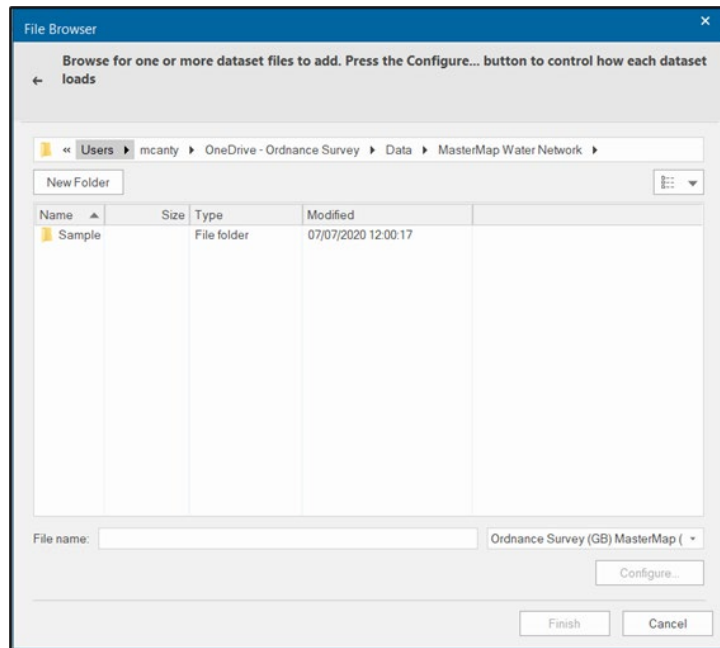 File Browser
Browse for one or more dataset files to add. Press the Configure... button to control how each dataset
loads
« Users mcanty OneDrive - Ordnance Survey Data MasterMap Water Network
New Folder
Name Size Type Modified
Sample File folder 07/07/2020 12:00:17
File name: Ordnance Survey (GB) MasterMap (
Configure...
Finish Cancel